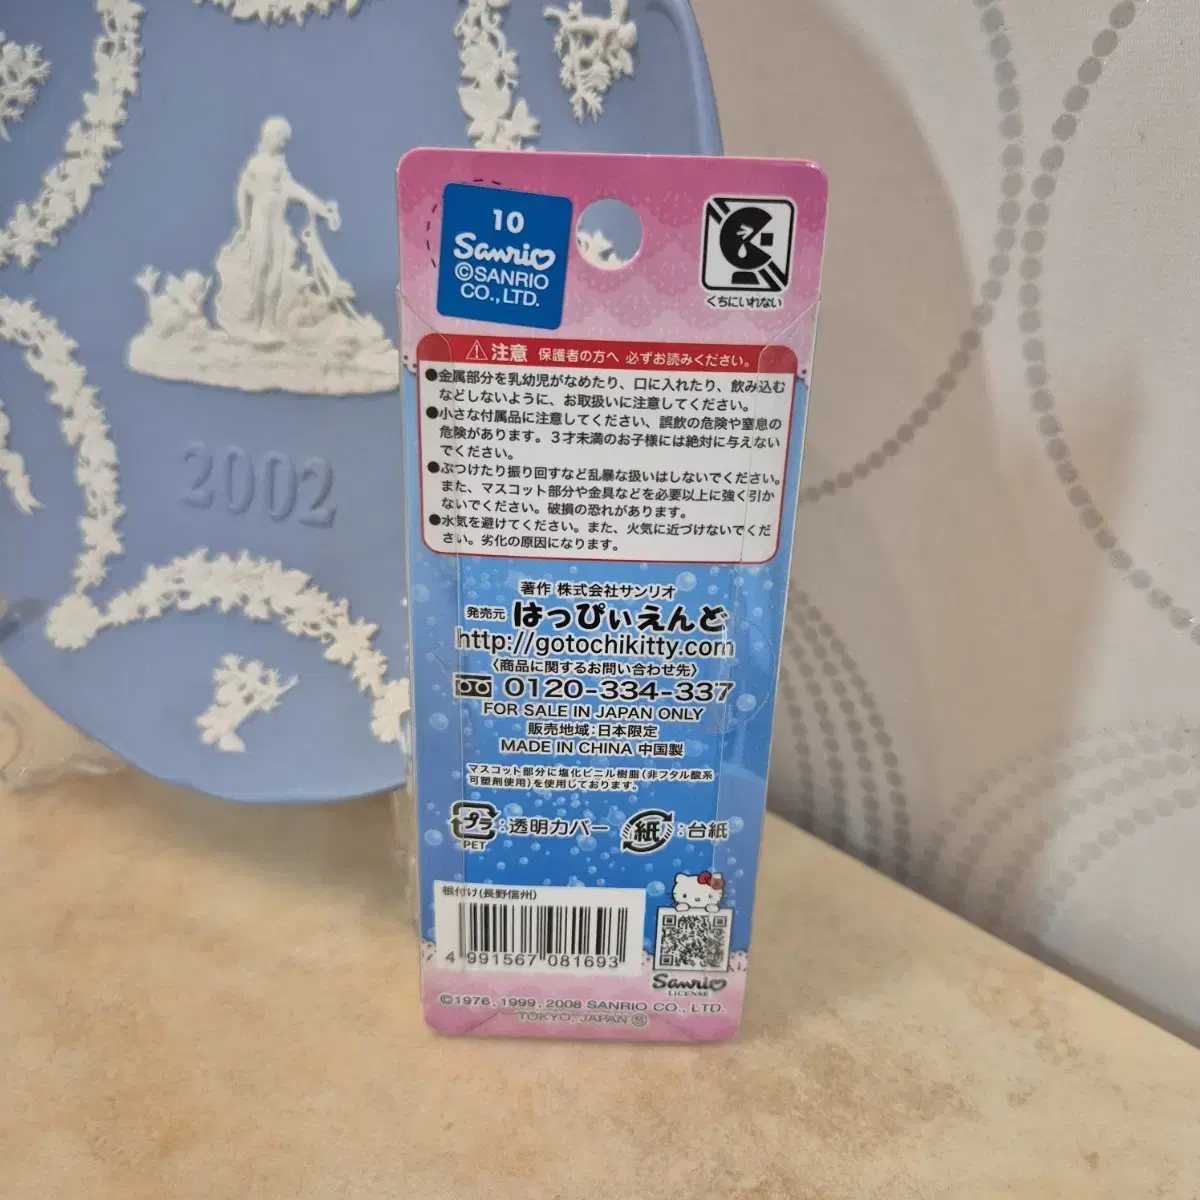 2002
10
Sanrio
©SANRIO
CO.,LTD.
くちにいれない
注意 保護者の方へ 必ずお読みください。
●金属部分を乳幼児がなめたり、口に入れたり、飲み込む
などしないように、お取扱いに注意してください。
●小さな付属品に注意してください、誤飲の危険や窒息の
危険があります。3才未満のお子様には絶対に与えない
でください。
●ぶつけたり振り回すなど乱暴な扱いはしないでください。
また、マスコット部分や金具などを必要以上に強く引か
ないでください。破損の恐れがあります。
●水気を避けてください。また、火気に近づけないでくだ
さい。劣化の原因になります。
著作 株式会社サンリオ
発売元 はっぴぃえんど
http://gotochikitty.com
〈商品に関するお問い合わせ先〉
0120-334-337
FOR SALE IN JAPAN ONLY
販売地域:日本限定
MADE IN CHINA 中国製
マスコット部分に塩化ビニル樹脂(非フタル酸系
可塑剤使用)を使用しております。
プラ:透明カバー 紙:台紙
PET
根付け(長野信州)
4 991567 081693
Sanrio
LICENSE
©1976, 1999, 2008 SANRIO CO., LTD.
TOKYO, JAPAN Ⓢ